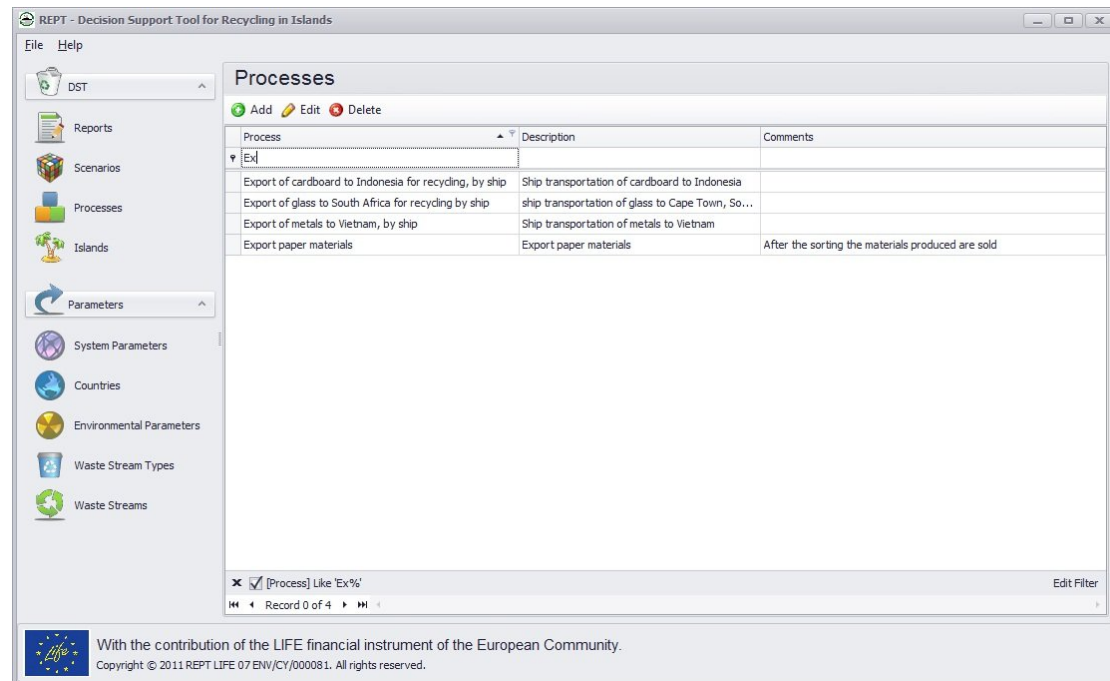 REPT - Decision Support Tool for Recycling in Islands
File Help
DST
Reports
Scenarios
Processes
Islands
Parameters
System Parameters
Countries
Environmental Parameters
Waste Stream Types
Waste Streams
Processes
Add Edit Delete
Process Description Comments
Ex
Export of cardboard to Indonesia for recycling, by ship Ship transportation of cardboard to Indonesia
Export of glass to South Africa for recycling by ship ship transportation of glass to Cape Town, So...
Export of metals to Vietnam, by ship Ship transportation of metals to Vietnam
Export paper materials Export paper materials After the sorting the materials produced are sold
[Process] Like 'Ex%' Edit Filter
Record 0 of 4
Life
With the contribution of the LIFE financial instrument of the European Community.
Copyright © 2011 REPT LIFE 07 ENV/CY/000081. All rights reserved.